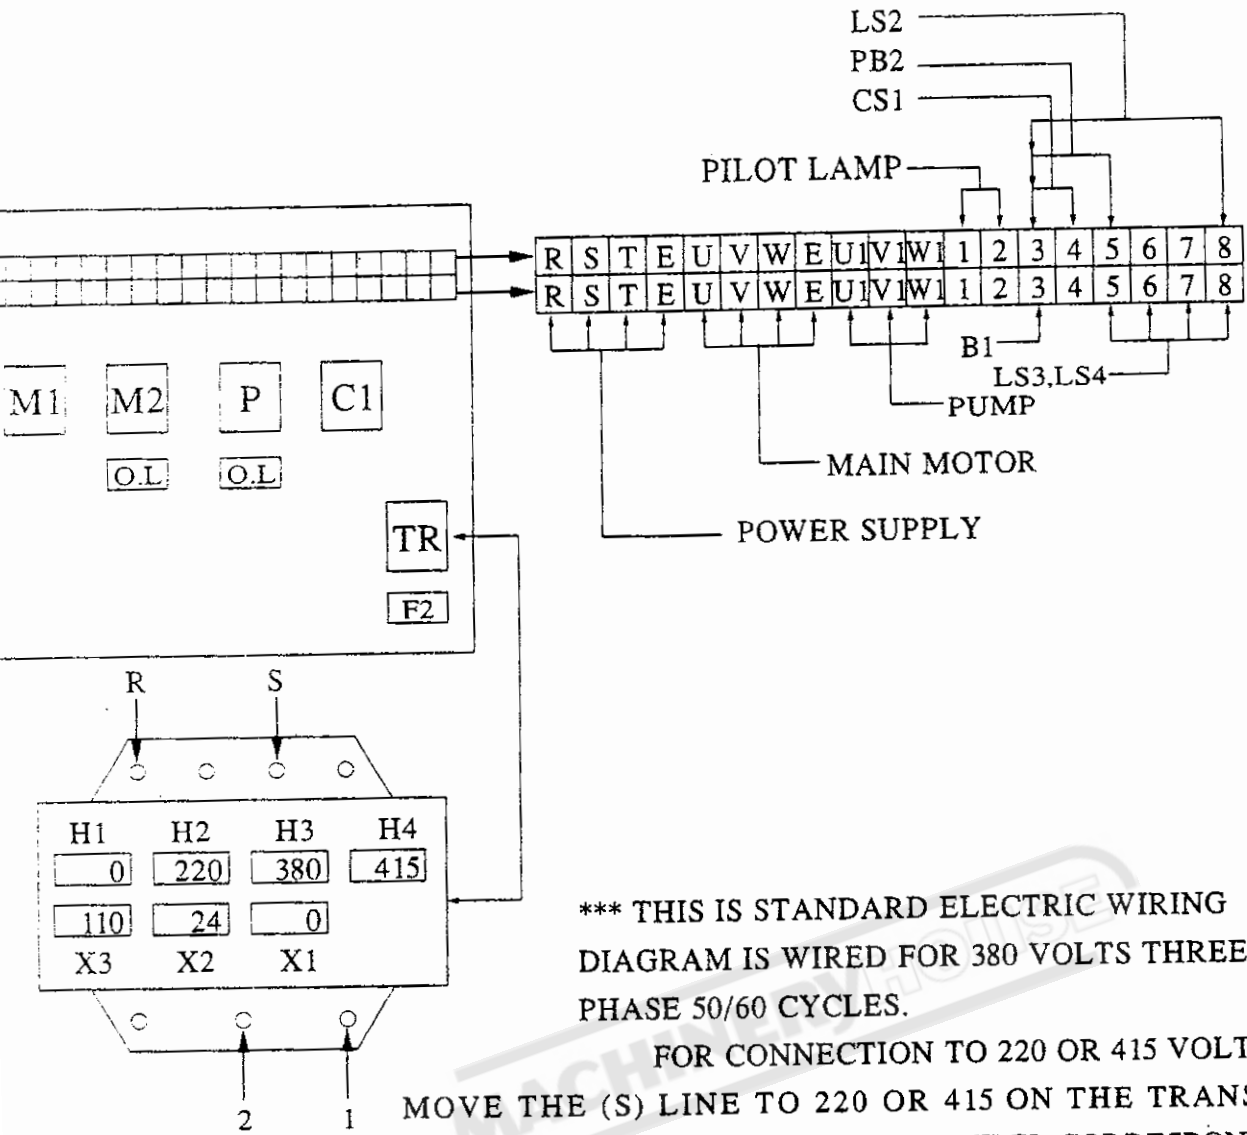 LS2
PB2
CS1
PILOT LAMP
R S T E U V W E U1 V1 W1 1 2 3 4 5 6 7 8
R S T E U V W E U1 V1 W1 1 2 3 4 5 6 7 8
B1
LS3,LS4
PUMP
MAIN MOTOR
POWER SUPPLY
M1 M2 P C1
O.L O.L
TR
F2
R S
H1 H2 H3 H4
0 220 380 415
110 24 0
X3 X2 X1
2 1
*** THIS IS STANDARD ELECTRIC WIRING
DIAGRAM IS WIRED FOR 380 VOLTS THREE
PHASE 50/60 CYCLES.
FOR CONNECTION TO 220 OR 415 VOLT
MOVE THE (S) LINE TO 220 OR 415 ON THE TRANS
MACHINERYHOUSE